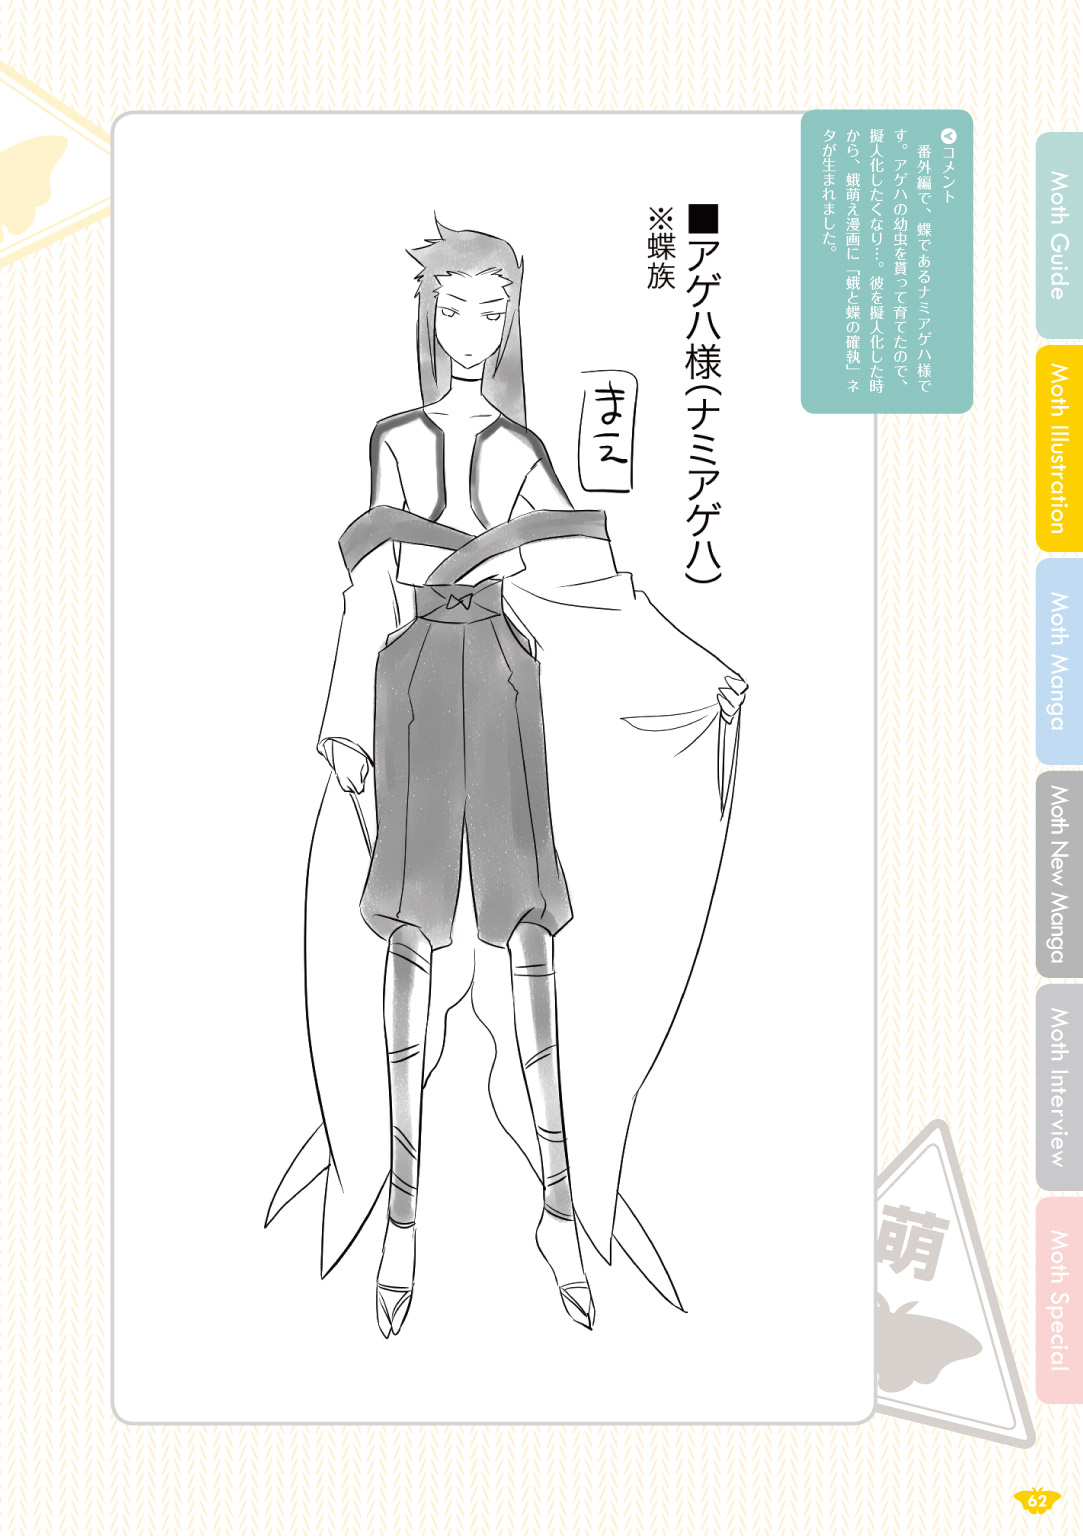 コメント
　番外編で、蝶であるナミアゲハ様で
す。アゲハの幼虫を貰って育てたので、
擬人化したくなり…。彼を擬人化した時
から、蛾萌え漫画に「蛾と蝶の確執」ネ
タが生まれました。
■アゲハ様(ナミアゲハ)
※蝶族
まえ
Moth Guide
Moth Illustration
Moth Manga
Moth New Manga
Moth Interview
Moth Special
萌
62